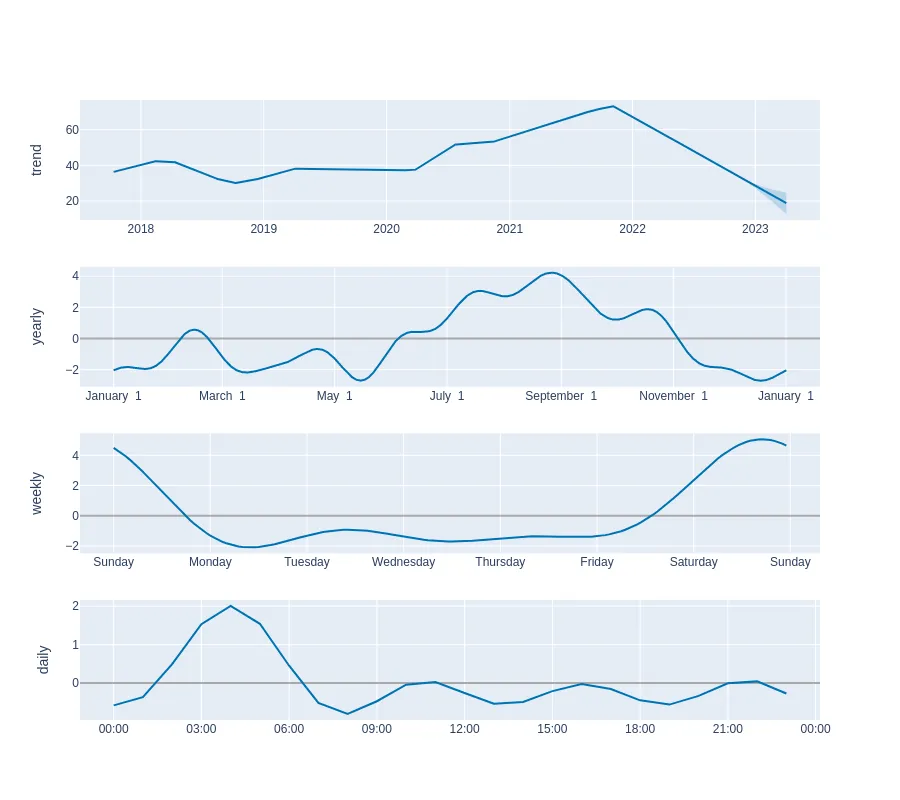 trend
60
40
20
2018 2019 2020 2021 2022 2023
yearly
4
2
0
−2
January 1 March 1 May 1 July 1 September 1 November 1 January 1
weekly
4
2
0
−2
Sunday Monday Tuesday Wednesday Thursday Friday Saturday Sunday
daily
2
1
0
00:00 03:00 06:00 09:00 12:00 15:00 18:00 21:00 00:00